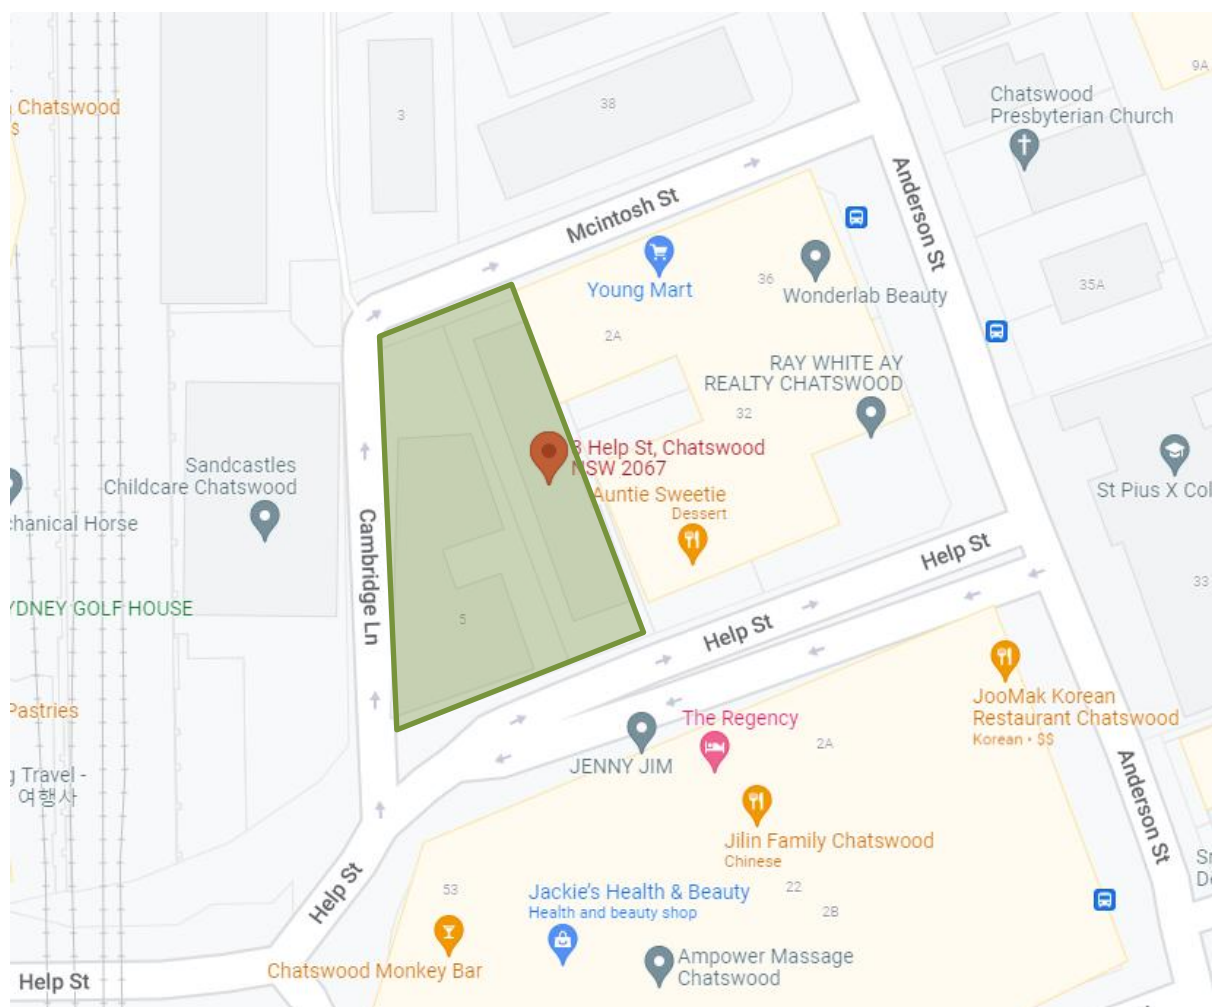 9A
Chatswood
Presbyterian Church
Chatswood
$
38
3
Mcintosh St
Anderson St
Young Mart
36
Wonderlab Beauty
35A
2A
RAY WHITE AY
REALTY CHATSWOOD
32
3 Help St, Chatswood
NSW 2067
Sandcastles
Childcare Chatswood
Auntie Sweetie
Dessert
St Pius X Col
chanical Horse
Cambridge Ln
Help St
33
YDNEY GOLF HOUSE
5
Help St
JooMak Korean
Restaurant Chatswood
Korean • $$
Pastries
The Regency
2A
JENNY JIM
g Travel -
여행사
Anderson St
Jilin Family Chatswood
Chinese
Help St
53
Jackie's Health & Beauty
Health and beauty shop
22
2B
Chatswood Monkey Bar
Ampower Massage
Chatswood
Help St